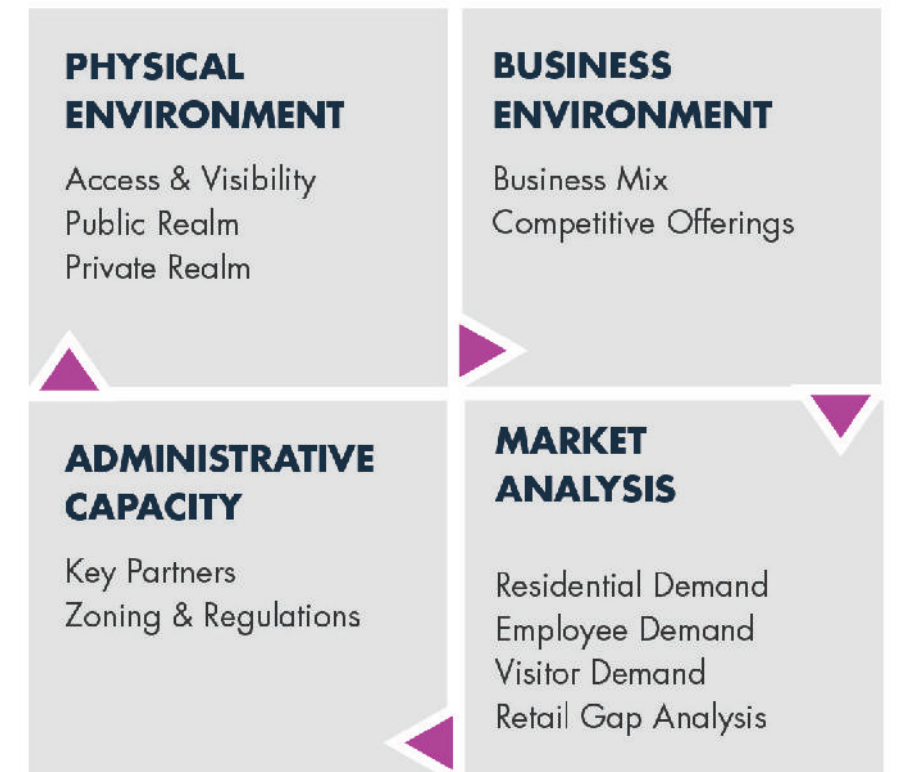 PHYSICAL
ENVIRONMENT
Access & Visibility
Public Realm
Private Realm
BUSINESS
ENVIRONMENT
Business Mix
Competitive Offerings
ADMINISTRATIVE
CAPACITY
Key Partners
Zoning & Regulations
MARKET
ANALYSIS
Residential Demand
Employee Demand
Visitor Demand
Retail Gap Analysis